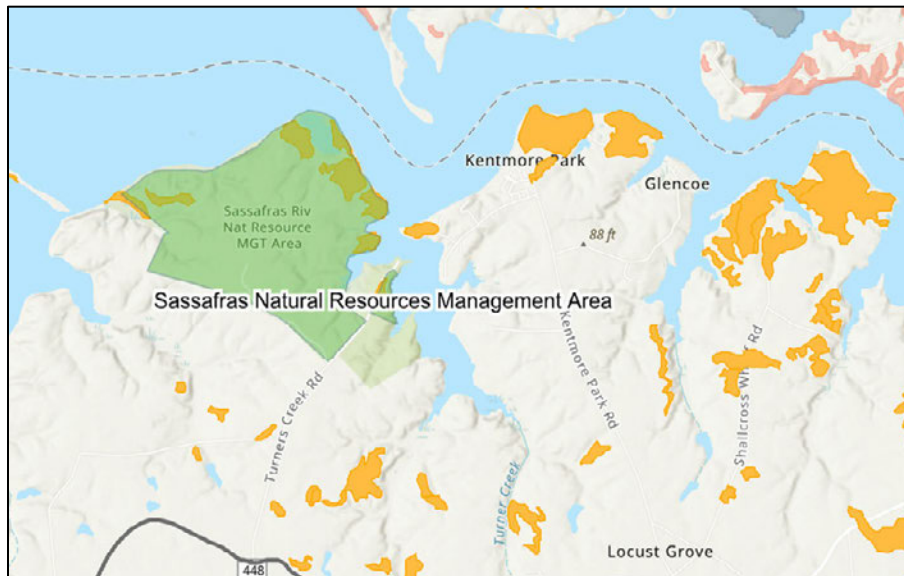 Kentmore Park
Glencoe
Sassafras Riv
Nat Resource
MGT Area
88 ft
Sassafras Natural Resources Management Area
Kentmore Park Rd
Shallcross Wharf Rd
Turners Creek Rd
Turner Creek
Locust Grove
448